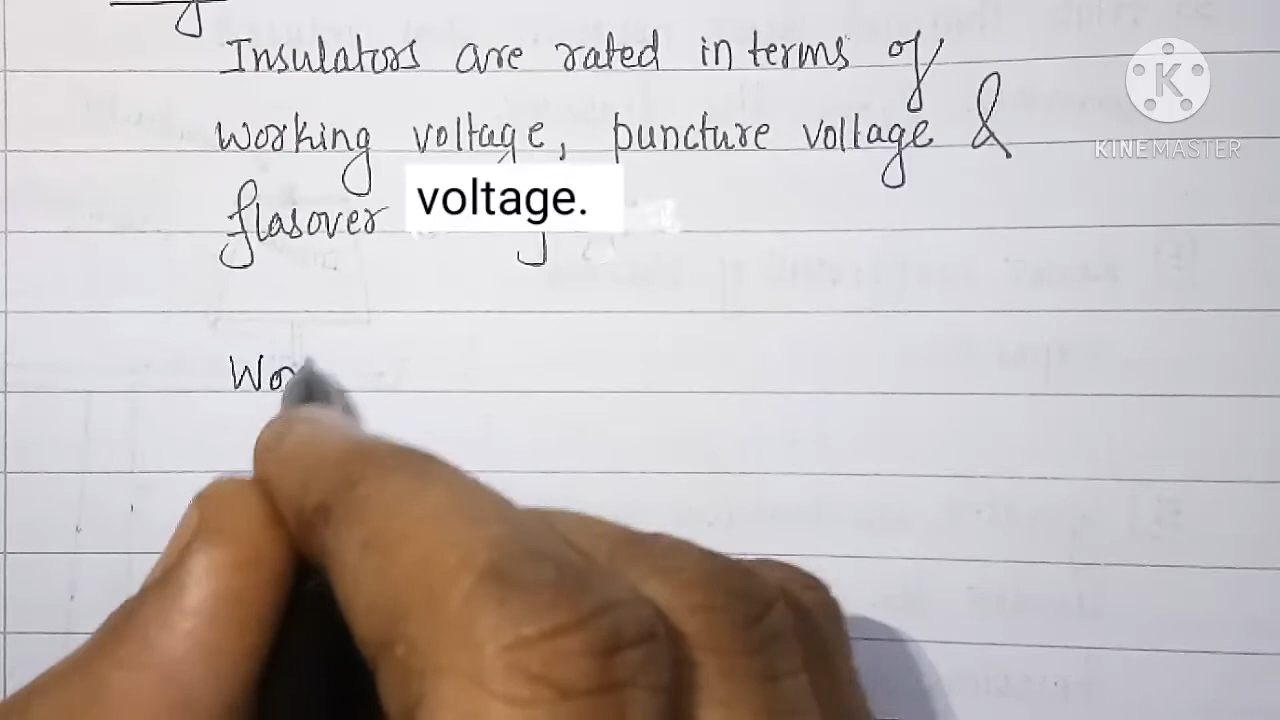 Insulators are rated in terms of
working voltage, puncture voltage &
flasover voltage.
Wo
K
KINEMASTER